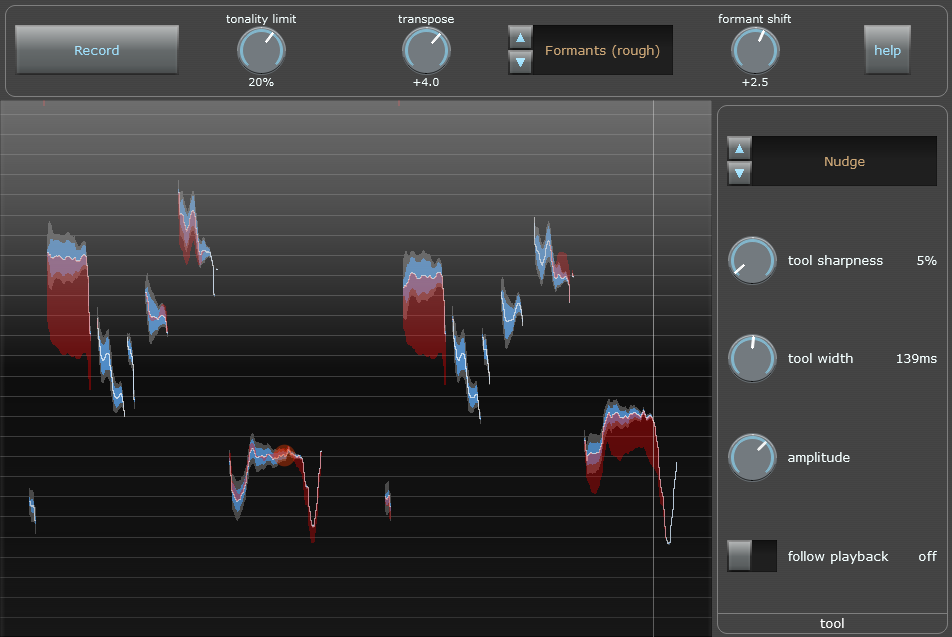 tonality limit
transpose
formant shift
Record
Formants (rough)
help
20%
+4.0
+2.5
Nudge
tool sharpness 5%
tool width 139ms
amplitude
follow playback off
tool